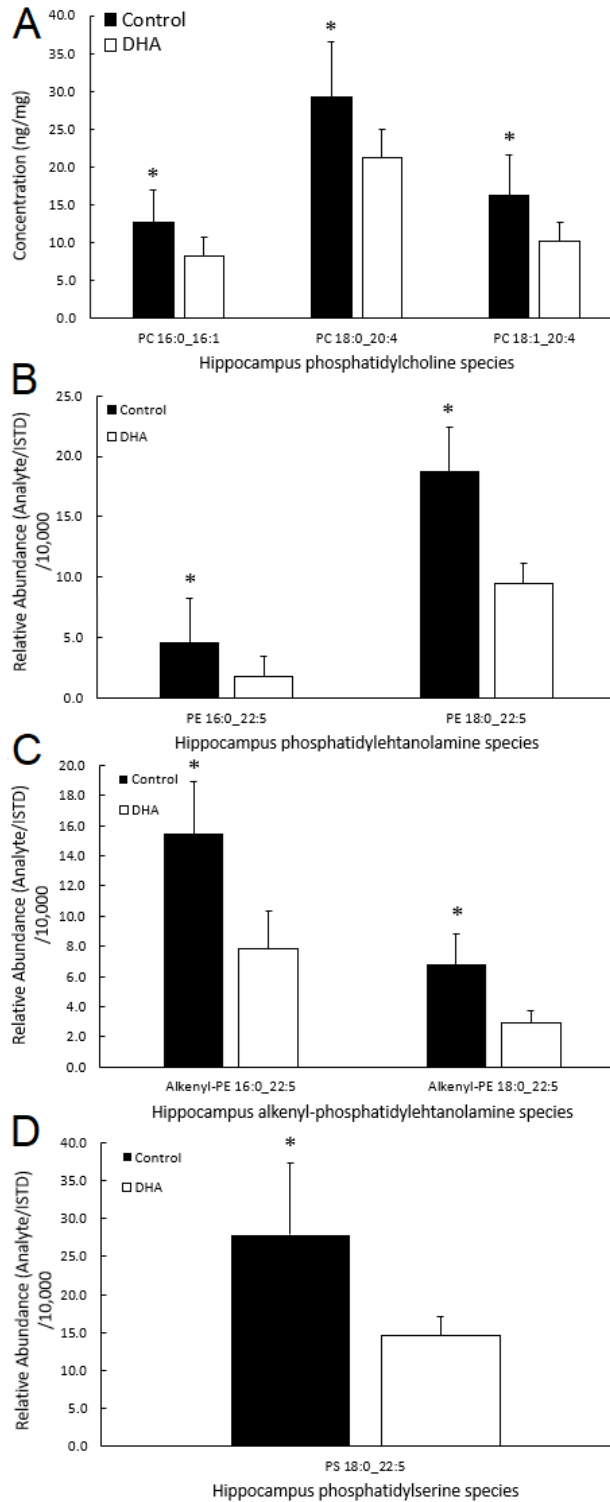 A
Control
DHA
Concentration (ng/mg)
40.0
35.0
30.0
25.0
20.0
15.0
10.0
5.0
0.0
*
*
*
PC 16:0_16:1 PC 18:0_20:4 PC 18:1_20:4
Hippocampus phosphatidylcholine species
B
Control
DHA
Relative Abundance (Analyte/ISTD)
/10,000
25.0
20.0
15.0
10.0
5.0
0.0
*
*
PE 16:0_22:5 PE 18:0_22:5
Hippocampus phosphatidylehtanolamine species
C
Control
DHA
Relative Abundance (Analyte/ISTD)
/10,000
20.0
18.0
16.0
14.0
12.0
10.0
8.0
6.0
4.0
2.0
0.0
*
*
Alkenyl-PE 16:0_22:5 Alkenyl-PE 18:0_22:5
Hippocampus alkenyl-phosphatidylehtanolamine species
D
Control
DHA
Relative Abundance (Analyte/ISTD)
/10,000
40.0
35.0
30.0
25.0
20.0
15.0
10.0
5.0
0.0
*
PS 18:0_22:5
Hippocampus phosphatidylserine species